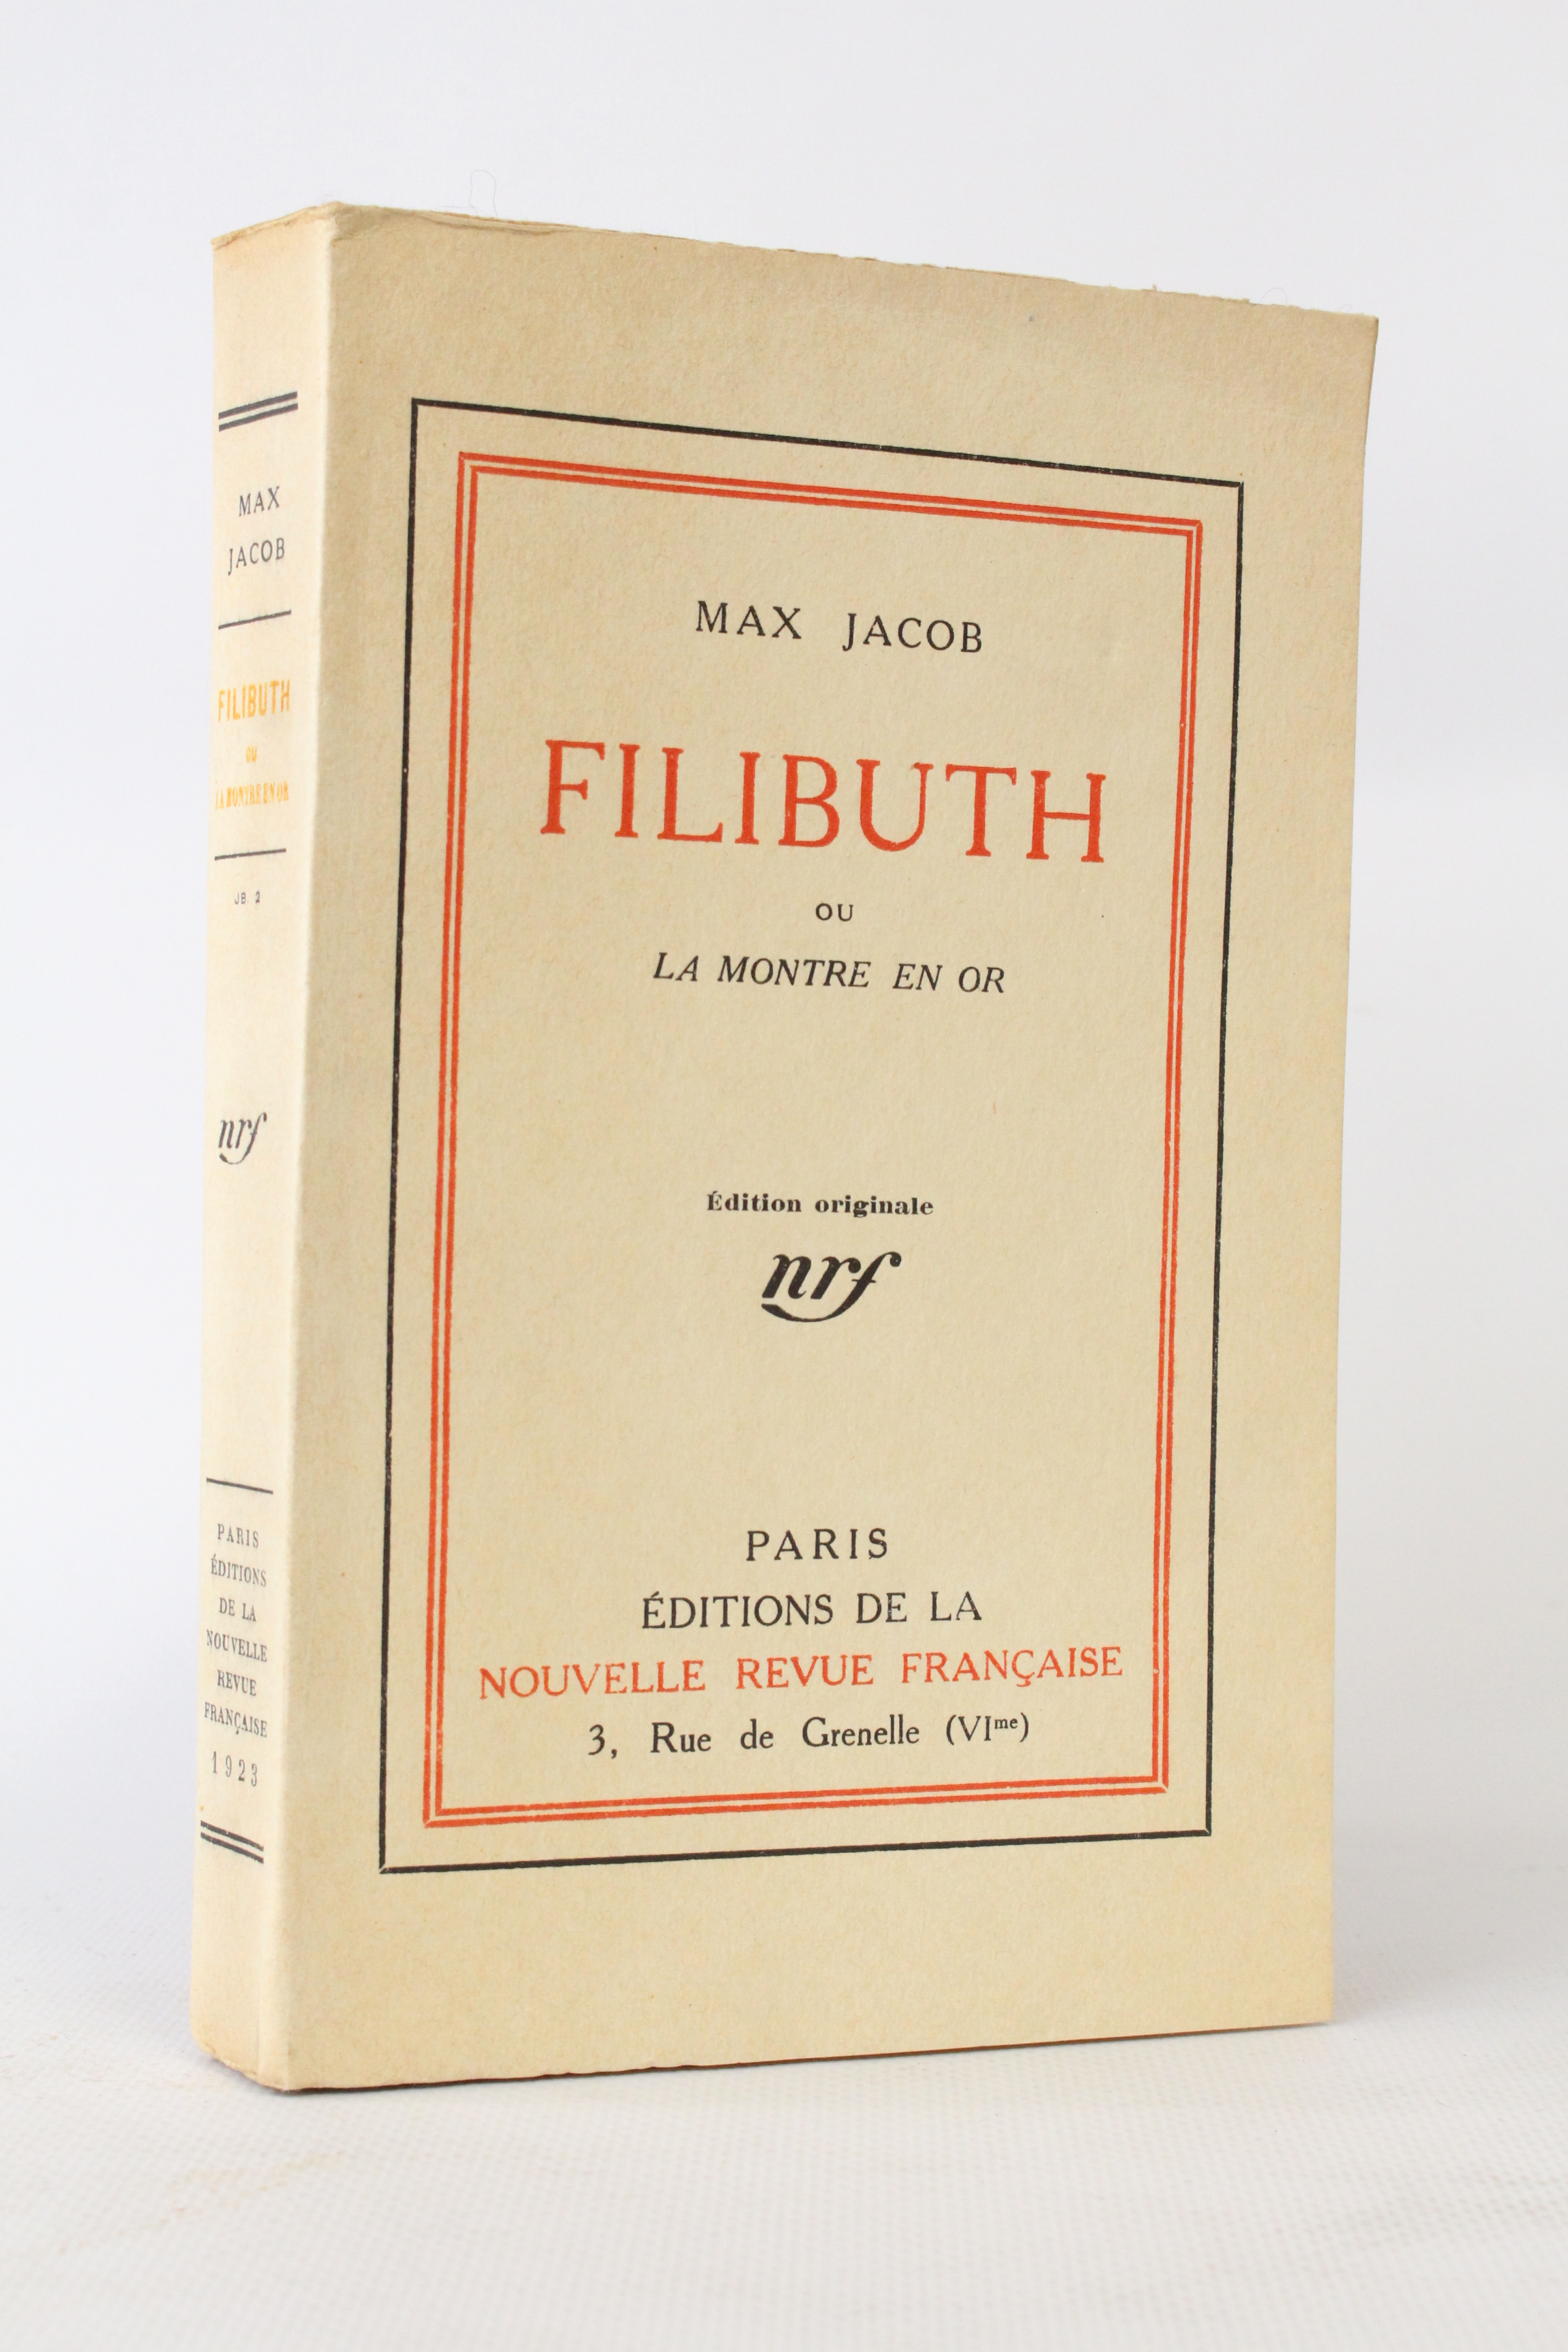 MAX
JACOB
FILIBUTH
OU
LA MONTRE EN OR
JB. 2
nrf
PARIS
ÉDITIONS
DE LA
NOUVELLE
REVUE
FRANÇAISE
1923
MAX JACOB
FILIBUTH
OU
LA MONTRE EN OR
Édition originale
nrf
PARIS
ÉDITIONS DE LA
NOUVELLE REVUE FRANÇAISE
3, Rue de Grenelle (VIme)